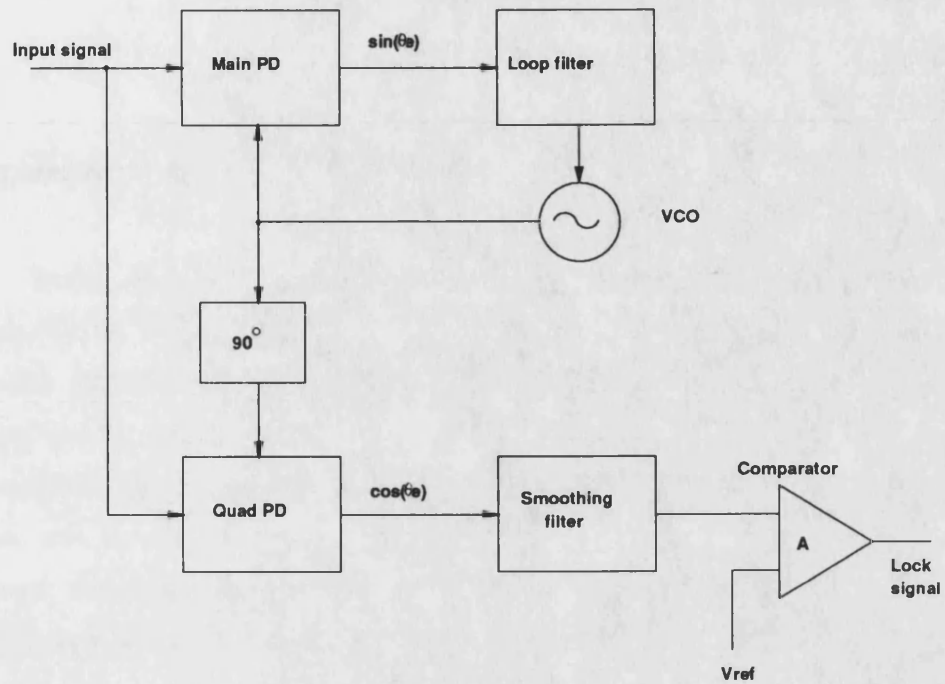 Input signal
Main PD
sin(θe)
Loop filter
VCO
90°
Quad PD
cos(θe)
Smoothing
filter
Comparator
A
Lock
signal
Vref